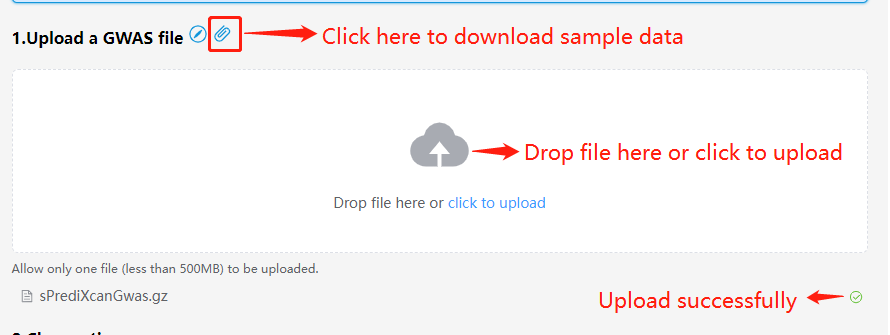 1.Upload a GWAS file
Click here to download sample data
Drop file here or click to upload
Drop file here or click to upload
Allow only one file (less than 500MB) to be uploaded.
sPrediXcanGwas.gz
Upload successfully